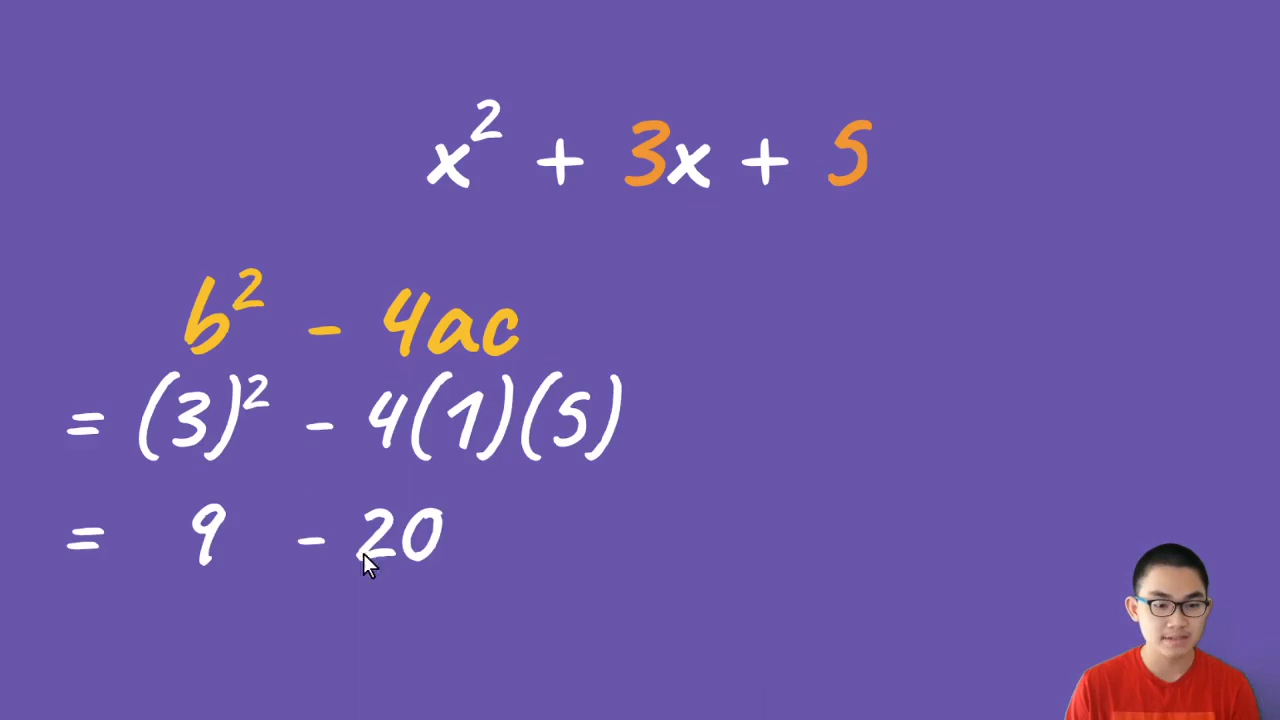 x² + 3x + 5
b² - 4ac
= (3)² - 4(1)(5)
= 9 - 20